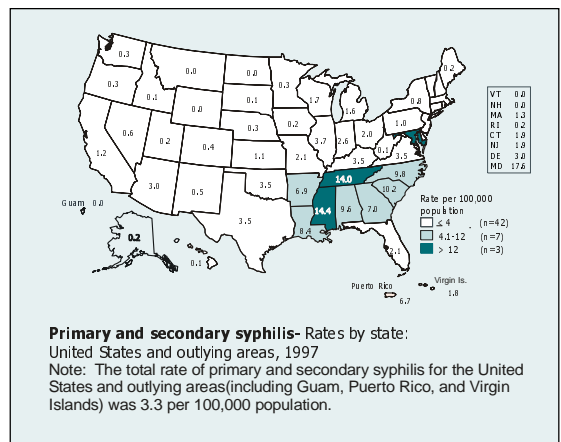 0.3
0.3
0.1
0.0
0.0
0.0
0.1
0.3
1.7
1.6
0.2
0.8
1.0
0.6
0.2
0.4
0.3
0.2
3.7
2.6
2.0
0.1
1.2
1.1
2.1
3.5
3.5
3.0
0.5
3.5
6.9
14.0
9.8
10.2
14.4
9.6
7.0
3.5
8.4
2.1
Guam 0.0
0.2
0.1
Puerto Rico
6.7
Virgin Is.
1.8
VT 0.0
NH 0.0
MA 1.3
RI 0.2
CT 1.9
NJ 1.9
DE 3.0
MD 17.6
Rate per 100,000
population
≤ 4 . (n=42)
4.1-12 (n=7)
> 12 (n=3)
Primary and secondary syphilis- Rates by state:
United States and outlying areas, 1997
Note: The total rate of primary and secondary syphilis for the United
States and outlying areas(including Guam, Puerto Rico, and Virgin
Islands) was 3.3 per 100,000 population.